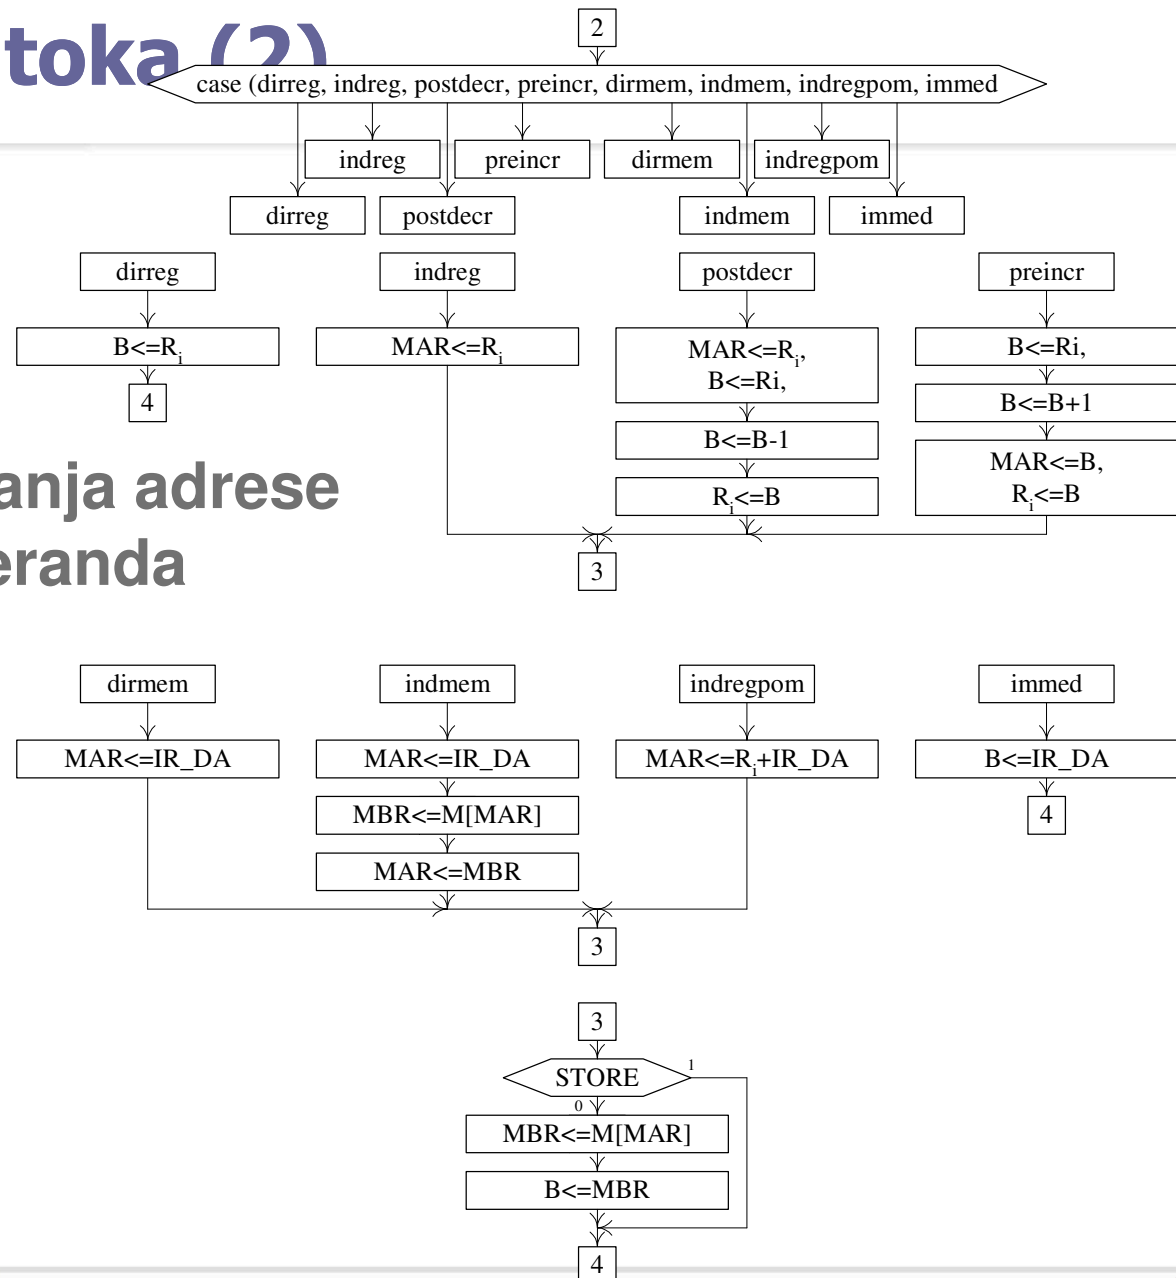 toka (2)
2
case (dirreg, indreg, postdecr, preincr, dirmem, indmem, indregpom, immed
indreg
preincr
dirmem
indregpom
dirreg
postdecr
indmem
immed
dirreg
indreg
postdecr
preincr
B<=Ri
MAR<=Ri
MAR<=Ri,
B<=Ri,
B<=Ri,
4
B<=B-1
B<=B+1
Ri<=B
MAR<=B,
Ri<=B
anja adrese
eranda
3
dirmem
indmem
indregpom
immed
MAR<=IR_DA
MAR<=IR_DA
MAR<=Ri+IR_DA
B<=IR_DA
MBR<=M[MAR]
4
MAR<=MBR
3
3
STORE
1
0
MBR<=M[MAR]
B<=MBR
4